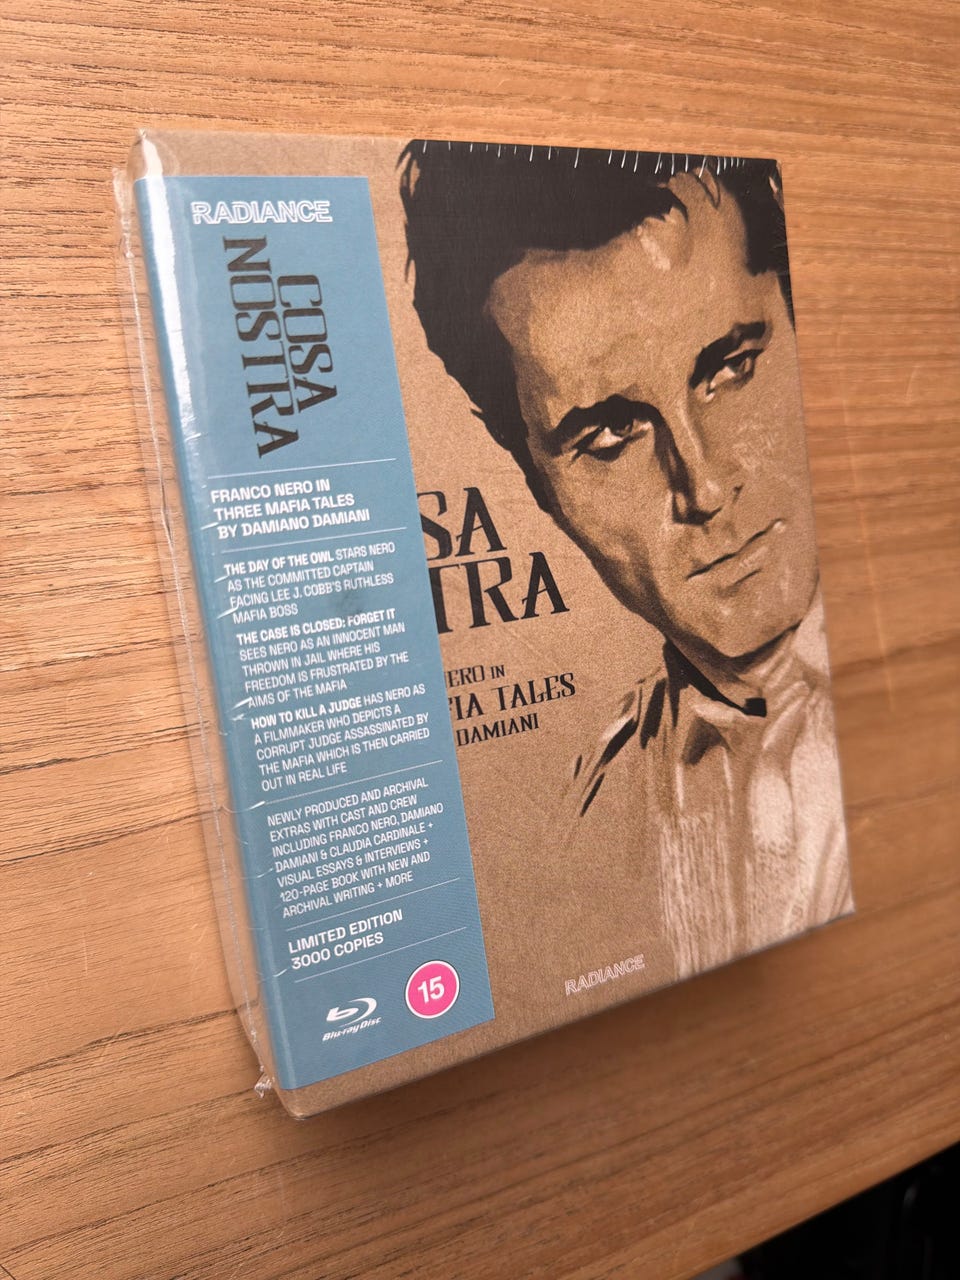 RADIANCE
COSA
NOSTRA
FRANCO NERO IN
THREE MAFIA TALES
BY DAMIANO DAMIANI
THE DAY OF THE OWL STARS NERO
AS THE COMMITTED CAPTAIN
FACING LEE J. COBB'S RUTHLESS
MAFIA BOSS
THE CASE IS CLOSED: FORGET IT
SEES NERO AS AN INNOCENT MAN
THROWN IN JAIL WHERE HIS
FREEDOM IS FRUSTRATED BY THE
AIMS OF THE MAFIA
HOW TO KILL A JUDGE HAS NERO AS
A FILMMAKER WHO DEPICTS A
CORRUPT JUDGE ASSASSINATED BY
THE MAFIA WHICH IS THEN CARRIED
OUT IN REAL LIFE
NEWLY PRODUCED AND ARCHIVAL
EXTRAS WITH CAST AND CREW
INCLUDING FRANCO NERO, DAMIANO
DAMIANI & CLAUDIA CARDINALE +
VISUAL ESSAYS & INTERVIEWS +
120-PAGE BOOK WITH NEW AND
ARCHIVAL WRITING + MORE
LIMITED EDITION
3000 COPIES
Blu-ray Disc
15
SA
TRA
NERO IN
FIA TALES
DAMIANI
RADIANCE